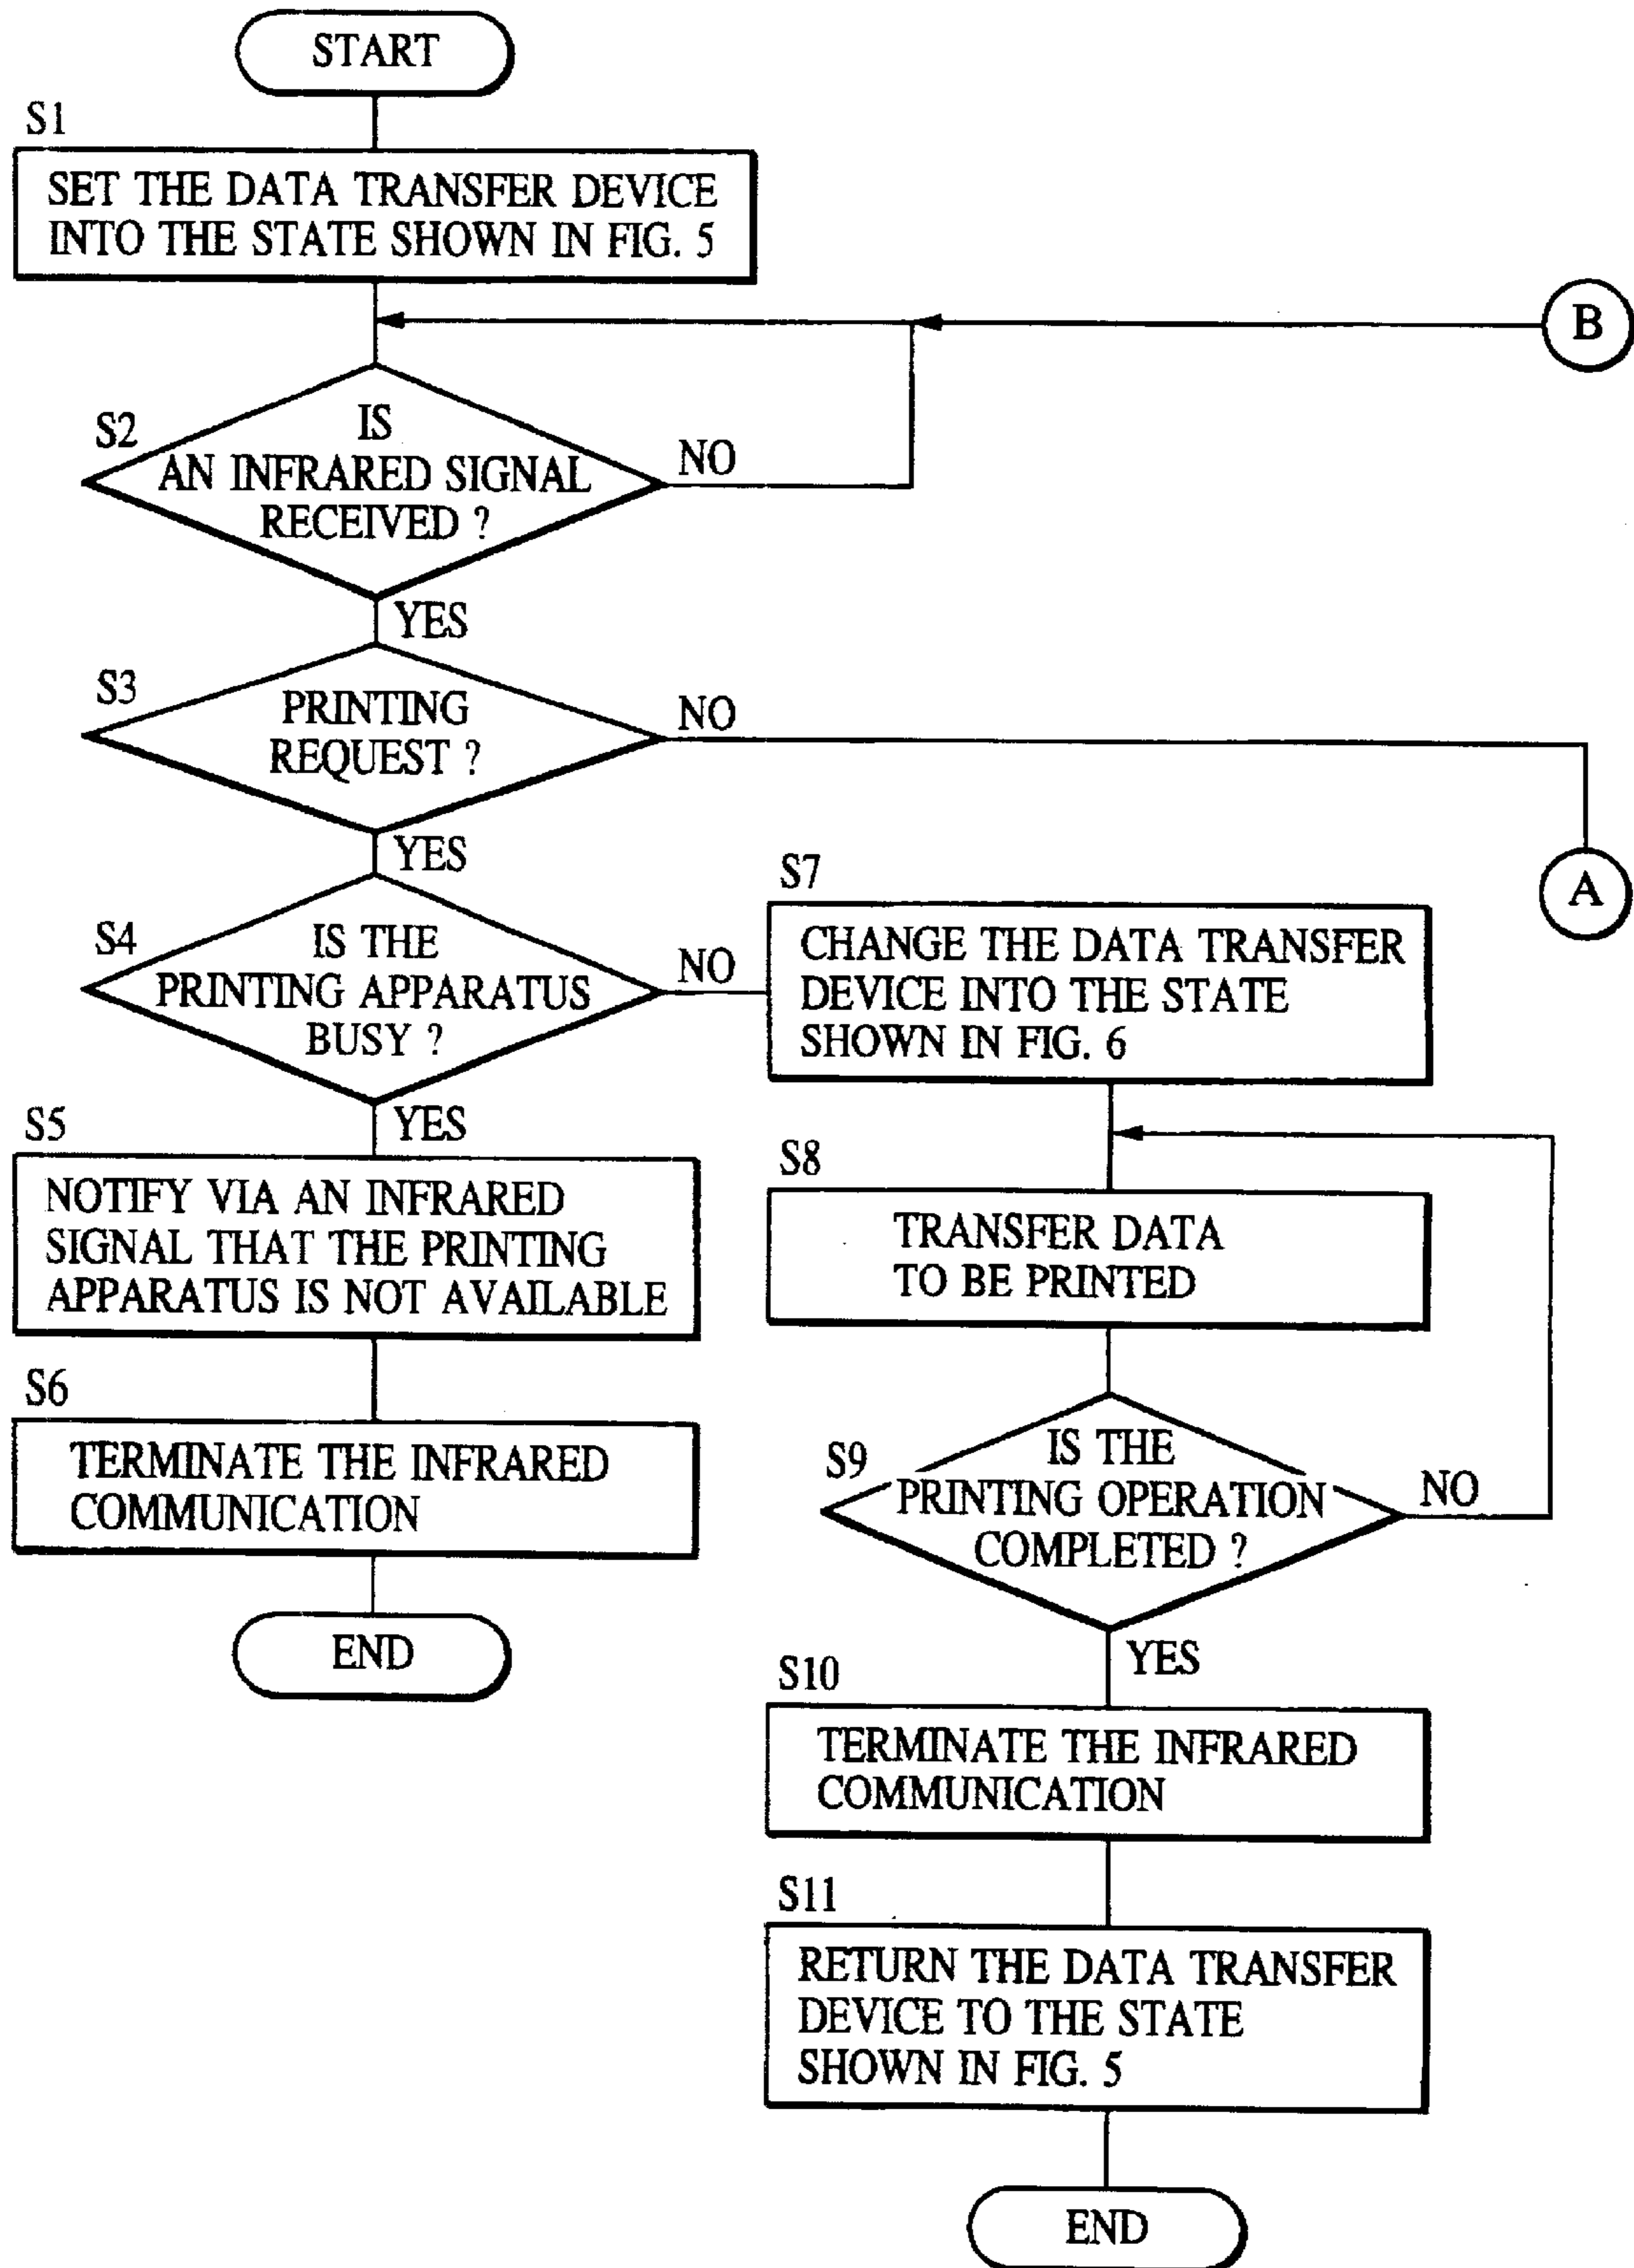 START
S1
SET THE DATA TRANSFER DEVICE
INTO THE STATE SHOWN IN FIG. 5
B
S2
IS
AN INFRARED SIGNAL
RECEIVED ?
NO
YES
S3
PRINTING
REQUEST ?
NO
A
YES
S4
IS THE
PRINTING APPARATUS
BUSY ?
NO
YES
S5
NOTIFY VIA AN INFRARED
SIGNAL THAT THE PRINTING
APPARATUS IS NOT AVAILABLE
S6
TERMINATE THE INFRARED
COMMUNICATION
END
S7
CHANGE THE DATA TRANSFER
DEVICE INTO THE STATE
SHOWN IN FIG. 6
S8
TRANSFER DATA
TO BE PRINTED
S9
IS THE
PRINTING OPERATION
COMPLETED ?
NO
YES
S10
TERMINATE THE INFRARED
COMMUNICATION
S11
RETURN THE DATA TRANSFER
DEVICE TO THE STATE
SHOWN IN FIG. 5
END